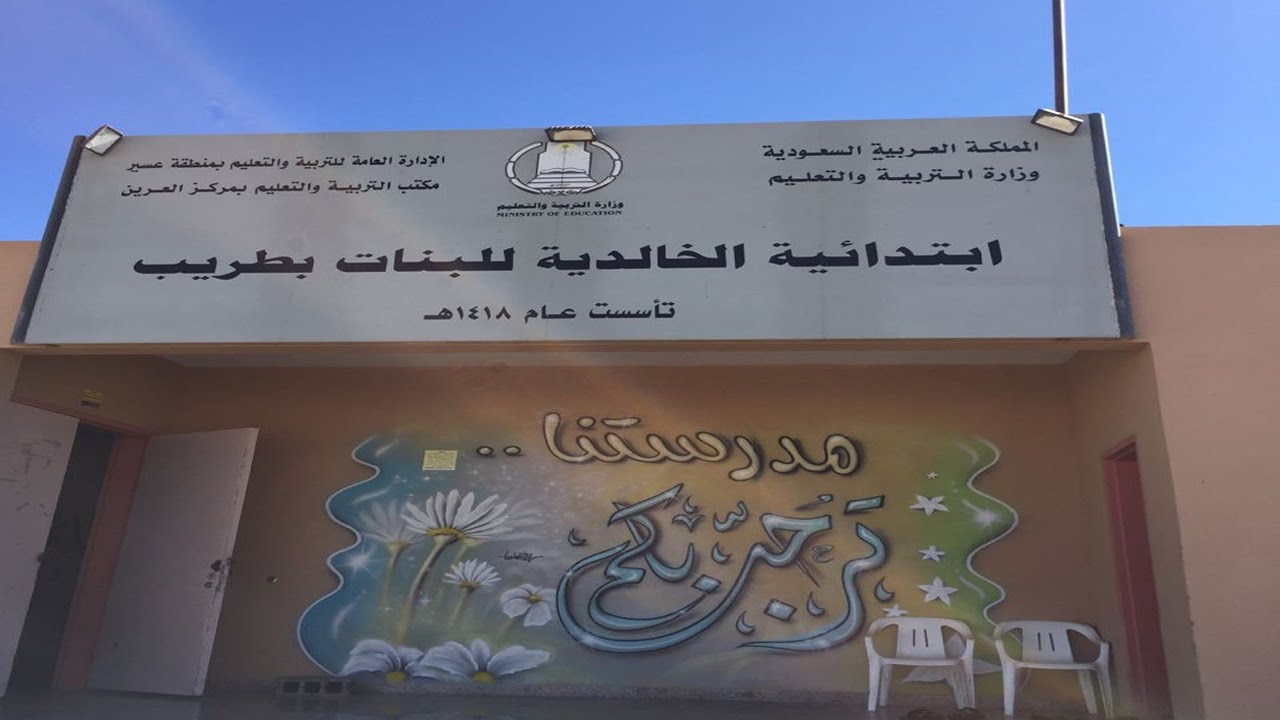 المملكة العربية السعودية
وزارة التربية والتعليم
وزارة التربية والتعليم
MINISTRY OF EDUCATION
الإدارة العامة للتربية والتعليم بمنطقة عسير
مكتب التربية والتعليم بمركز العرين
ابتدائية الخالدية للبنات بطريب
تأسست عام ١٤١٨هـ
مدرستنا ..
ترحب بكم